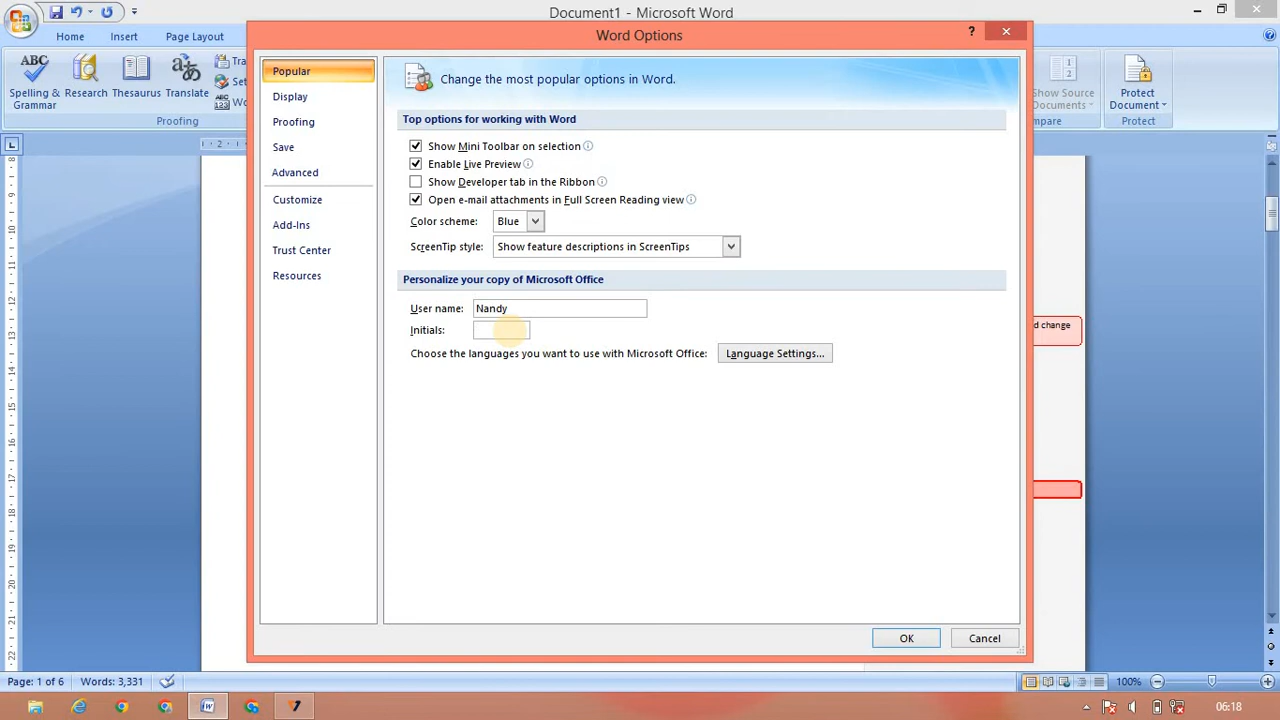 Document1 - Microsoft Word
Word Options
Home Insert Page Layout
ABC Spelling & Grammar
Research
Thesaurus
Translate
ABC 123
Proofing
Show Source Documents
Protect Document
Protect
Popular
Display
Proofing
Save
Advanced
Customize
Add-Ins
Trust Center
Resources
Change the most popular options in Word.
Top options for working with Word
Show Mini Toolbar on selection
Enable Live Preview
Show Developer tab in the Ribbon
Open e-mail attachments in Full Screen Reading view
Color scheme: Blue
ScreenTip style: Show feature descriptions in ScreenTips
Personalize your copy of Microsoft Office
User name: Nandy
Initials:
Choose the languages you want to use with Microsoft Office: Language Settings...
change
OK Cancel
Page: 1 of 6 Words: 3,331 100%
06:18